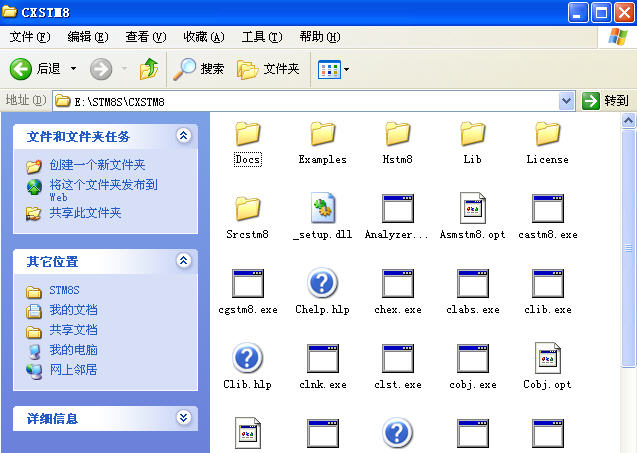 CXSTM8
文件(F) 编辑(E) 查看(V) 收藏(A) 工具(T) 帮助(H)
后退 搜索 文件夹
地址(D) E:\STM8S\CXSTM8 转到
文件和文件夹任务
创建一个新文件夹
将这个文件夹发布到
Web
共享此文件夹
其它位置
STM8S
我的文档
共享文档
我的电脑
网上邻居
详细信息
Docs Examples Hstm8 Lib License
Srcstm8 _setup.dll Analyzer... Asmstm8.opt castm8.exe
cgstm8.exe Chelp.hlp chex.exe clabs.exe clib.exe
Clib.hlp clnk.exe clst.exe cobj.exe Cobj.opt